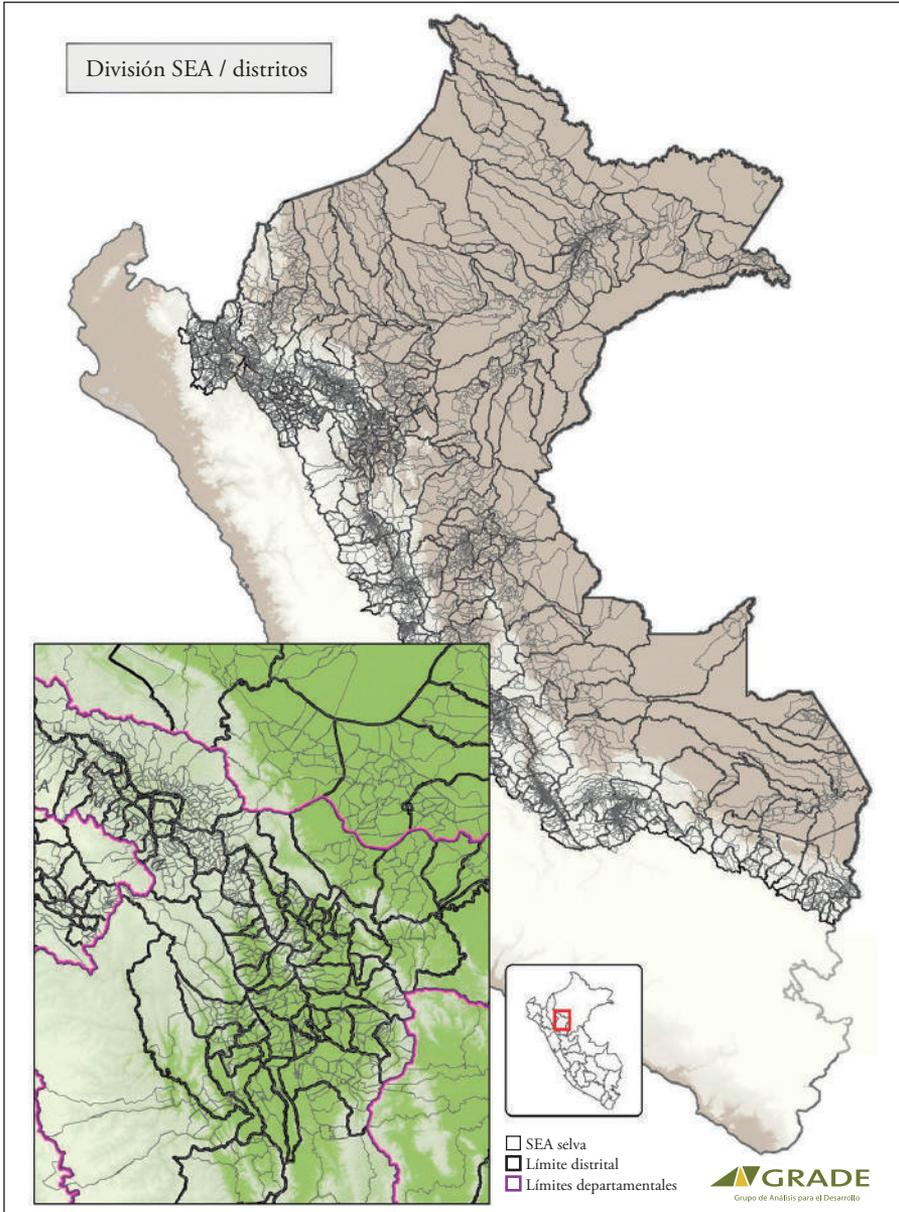 División SEA / distritos
SEA selva
Límite distrital
Límites departamentales
GRADE
Grupo de Análisis para el Desarrollo